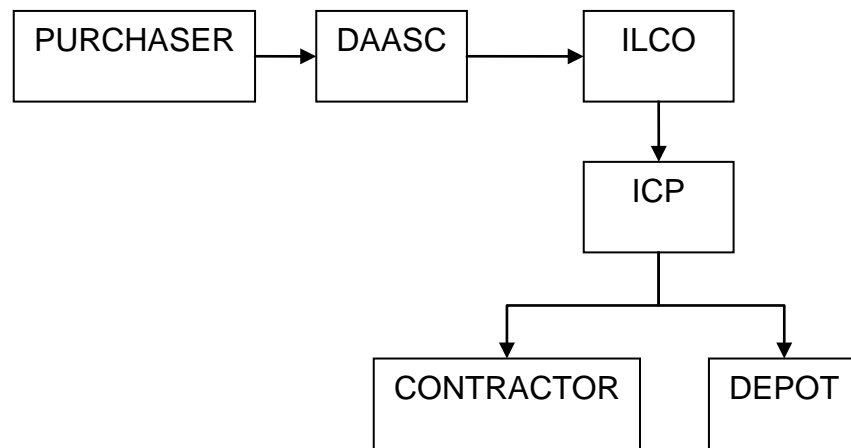 PURCHASER
DAASC
ILCO
ICP
CONTRACTOR
DEPOT